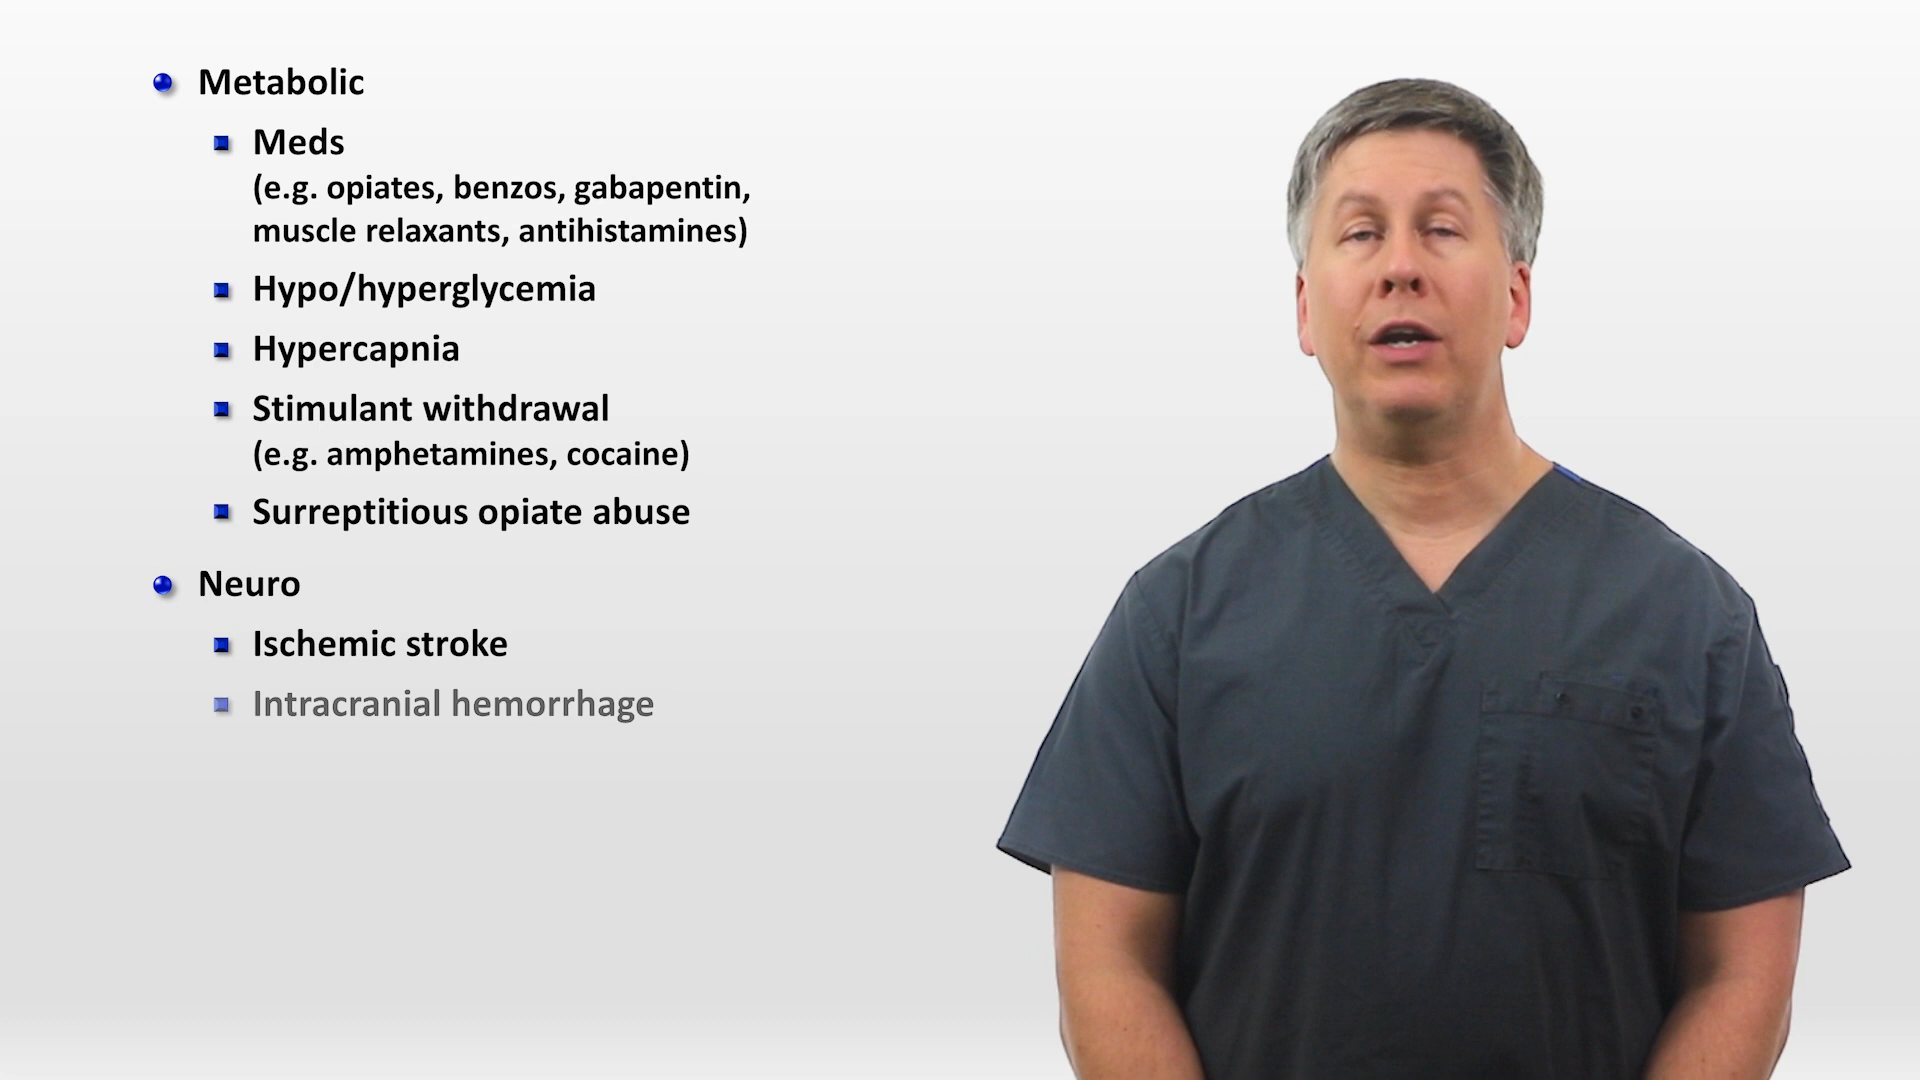 Metabolic
Meds
(e.g. opiates, benzos, gabapentin,
muscle relaxants, antihistamines)
Hypo/hyperglycemia
Hypercapnia
Stimulant withdrawal
(e.g. amphetamines, cocaine)
Surreptitious opiate abuse
Neuro
Ischemic stroke
Intracranial hemorrhage